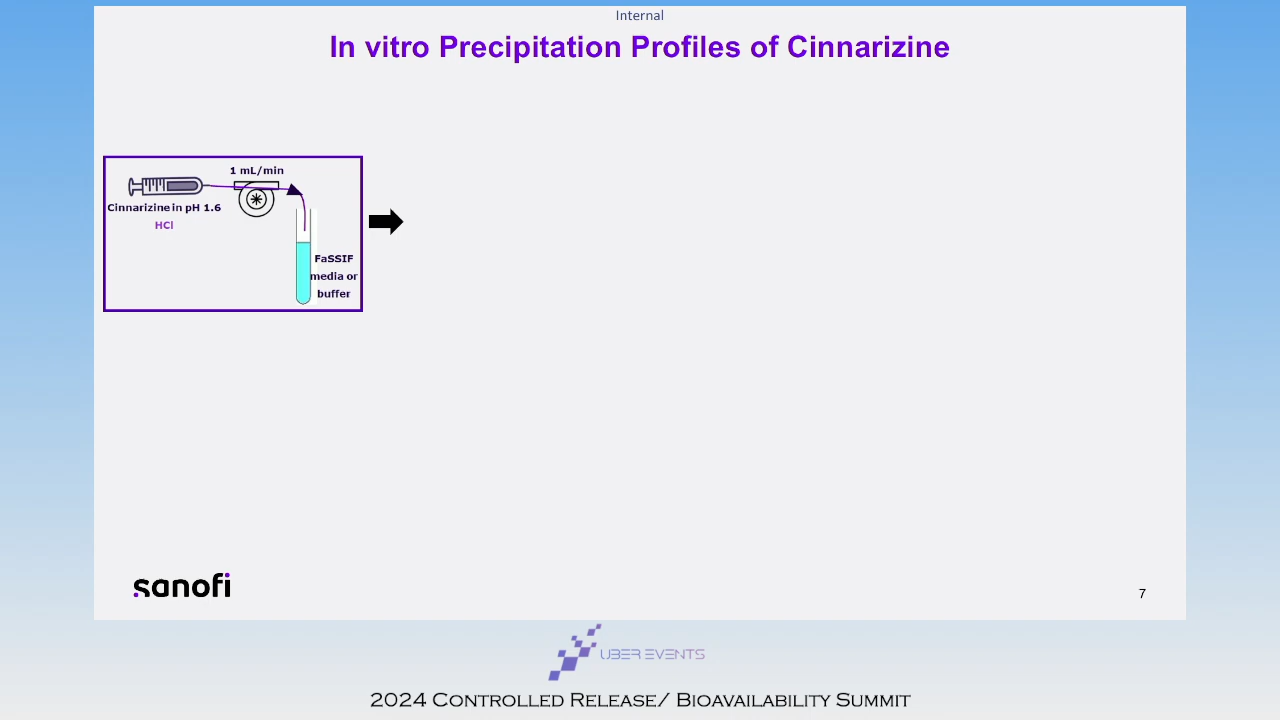 Internal
In vitro Precipitation Profiles of Cinnarizine
1 mL/min
Cinnarizine in pH 1.6
HCl
FaSSIF
media or
buffer
sanofi
7
UBER EVENTS
2024 Controlled Release/ Bioavailability Summit